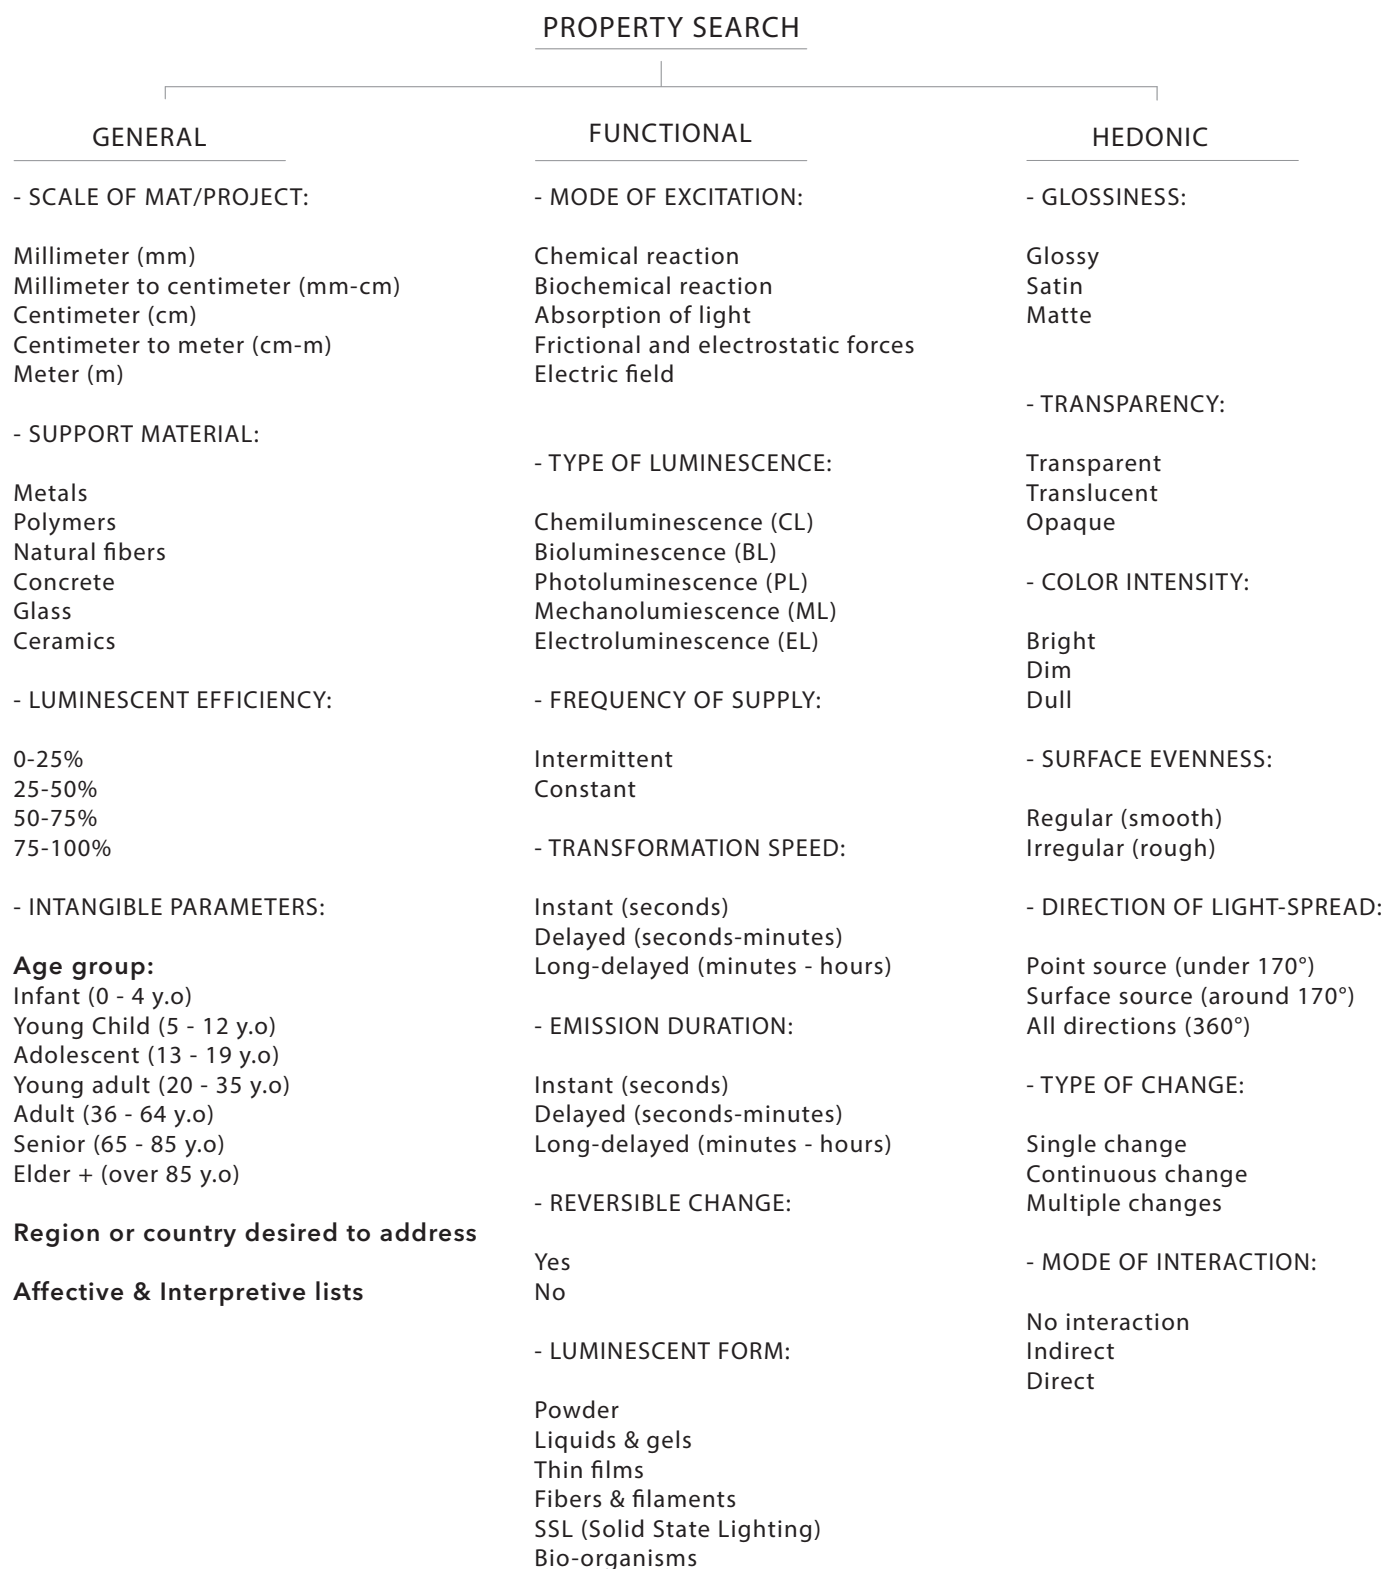 PROPERTY SEARCH
GENERAL
- SCALE OF MAT/PROJECT:
Millimeter (mm)
Millimeter to centimeter (mm-cm)
Centimeter (cm)
Centimeter to meter (cm-m)
Meter (m)
- SUPPORT MATERIAL:
Metals
Polymers
Natural fibers
Concrete
Glass
Ceramics
- LUMINESCENT EFFICIENCY:
0-25%
25-50%
50-75%
75-100%
- INTANGIBLE PARAMETERS:
Age group:
Infant (0 - 4 y.o)
Young Child (5 - 12 y.o)
Adolescent (13 - 19 y.o)
Young adult (20 - 35 y.o)
Adult (36 - 64 y.o)
Senior (65 - 85 y.o)
Elder + (over 85 y.o)
Region or country desired to address
Affective & Interpretive lists
FUNCTIONAL
- MODE OF EXCITATION:
Chemical reaction
Biochemical reaction
Absorption of light
Frictional and electrostatic forces
Electric field
- TYPE OF LUMINESCENCE:
Chemiluminescence (CL)
Bioluminescence (BL)
Photoluminescence (PL)
Mechanolumiescence (ML)
Electroluminescence (EL)
- FREQUENCY OF SUPPLY:
Intermittent
Constant
- TRANSFORMATION SPEED:
Instant (seconds)
Delayed (seconds-minutes)
Long-delayed (minutes - hours)
- EMISSION DURATION:
Instant (seconds)
Delayed (seconds-minutes)
Long-delayed (minutes - hours)
- REVERSIBLE CHANGE:
Yes
No
- LUMINESCENT FORM:
Powder
Liquids & gels
Thin films
Fibers & filaments
SSL (Solid State Lighting)
Bio-organisms
HEDONIC
- GLOSSINESS:
Glossy
Satin
Matte
- TRANSPARENCY:
Transparent
Translucent
Opaque
- COLOR INTENSITY:
Bright
Dim
Dull
- SURFACE EVENNESS:
Regular (smooth)
Irregular (rough)
- DIRECTION OF LIGHT-SPREAD:
Point source (under 170°)
Surface source (around 170°)
All directions (360°)
- TYPE OF CHANGE:
Single change
Continuous change
Multiple changes
- MODE OF INTERACTION:
No interaction
Indirect
Direct